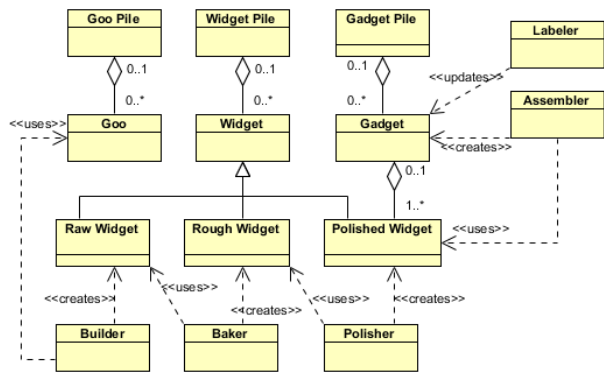 Goo Pile
Widget Pile
Gadget Pile
Labeler
0..1
0..1
0..1
<<updates>>
0..*
0..*
0..*
Assembler
<<uses>>
Goo
Widget
Gadget
<<creates>>
0..1
1..*
Raw Widget
Rough Widget
Polished Widget
<<uses>>
<<uses>>
<<uses>>
<<creates>>
<<creates>>
<<creates>>
Builder
Baker
Polisher